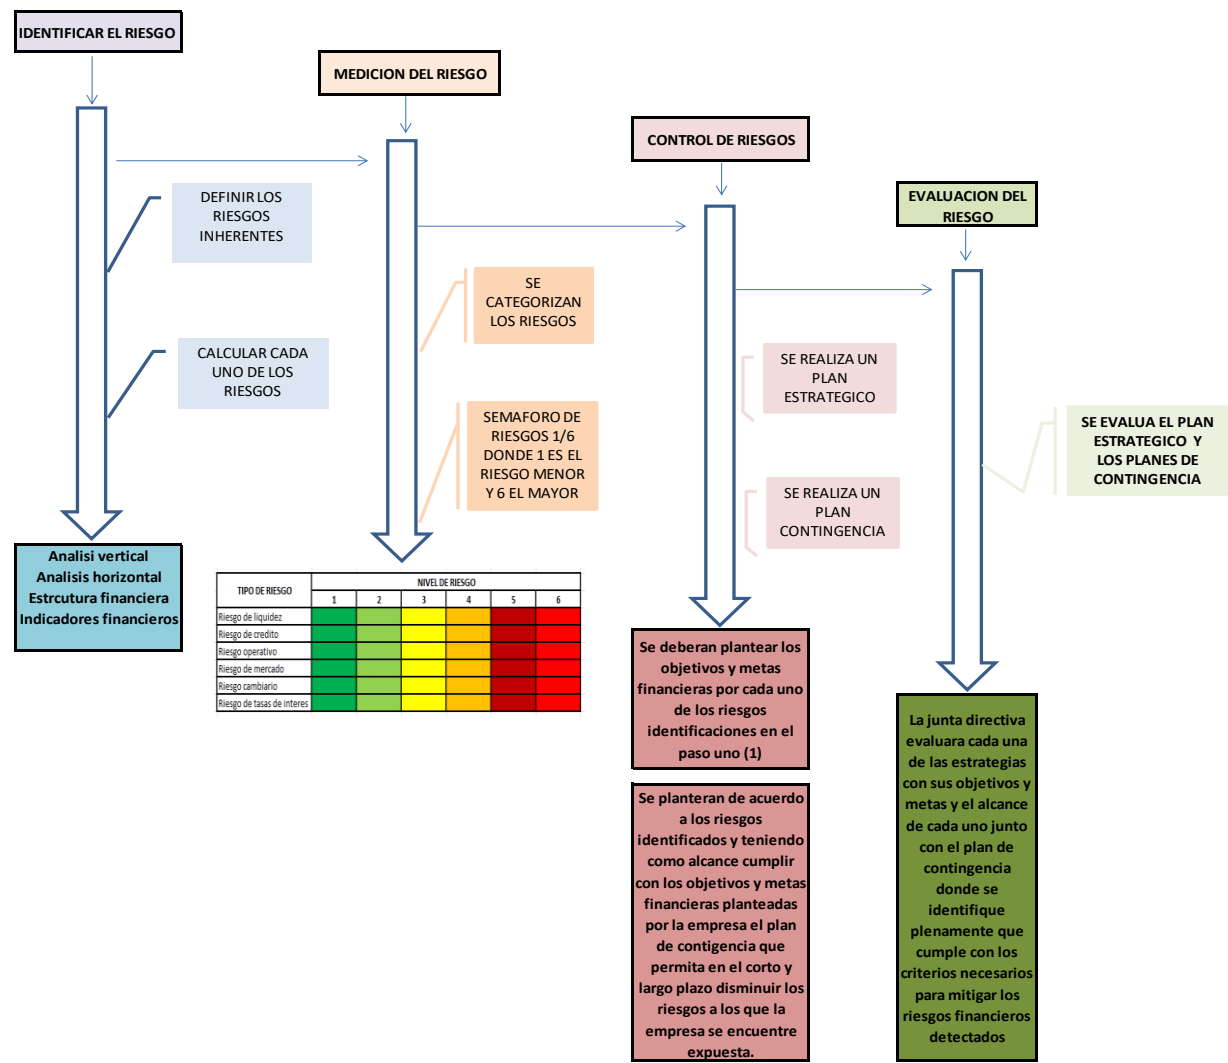 IDENTIFICAR EL RIESGO
DEFINIR LOS
RIESGOS
INHERENTES
CALCULAR CADA
UNO DE LOS
RIESGOS
Analisi vertical
Analisis horizontal
Estrcutura financiera
Indicadores financieros
MEDICION DEL RIESGO
SE
CATEGORIZAN
LOS RIESGOS
SEMAFORO DE
RIESGOS 1/6
DONDE 1 ES EL
RIESGO MENOR
Y 6 EL MAYOR
TIPO DE RIESGO
NIVEL DE RIESGO
1 2 3 4 5 6
Riesgo de liquidez
Riesgo de credito
Riesgo operativo
Riesgo de mercado
Riesgo cambiario
Riesgo de tasas de interes
CONTROL DE RIESGOS
SE REALIZA UN
PLAN
ESTRATEGICO
SE REALIZA UN
PLAN
CONTINGENCIA
Se deberan plantear los
objetivos y metas
financieras por cada uno
de los riesgos
identificaciones en el
paso uno (1)
Se planteran de acuerdo
a los riesgos
identificados y teniendo
como alcance cumplir
con los objetivos y metas
financieras planteadas
por la empresa el plan
de contigencia que
permita en el corto y
largo plazo disminuir los
riesgos a los que la
empresa se encuentre
expuesta.
EVALUACION DEL
RIESGO
SE EVALUA EL PLAN
ESTRATEGICO Y
LOS PLANES DE
CONTINGENCIA
La junta directiva
evaluara cada una
de las estrategias
con sus objetivos y
metas y el alcance
de cada uno junto
con el plan de
contingencia
donde se
identifique
plenamente que
cumple con los
criterios necesarios
para mitigar los
riesgos financieros
detectados